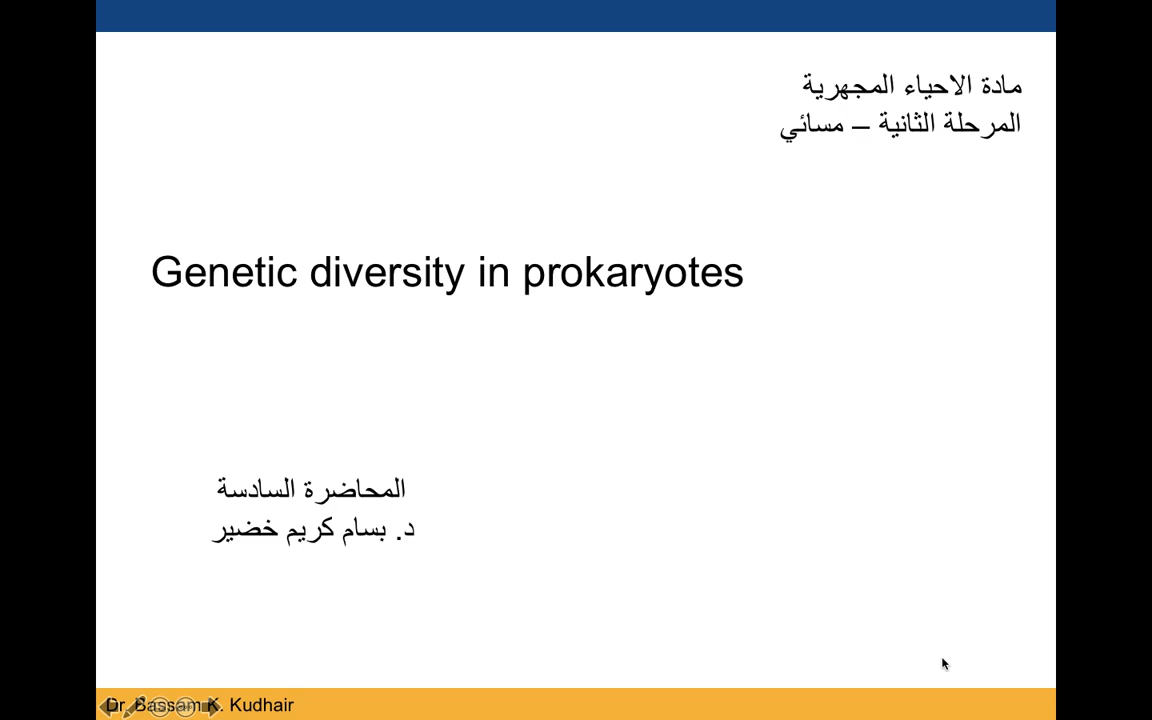 مادة الاحياء المجهرية
المرحلة الثانية – مسائي
Genetic diversity in prokaryotes
المحاضرة السادسة
د. بسام كريم خضير
Dr. Bassam K. Kudhair